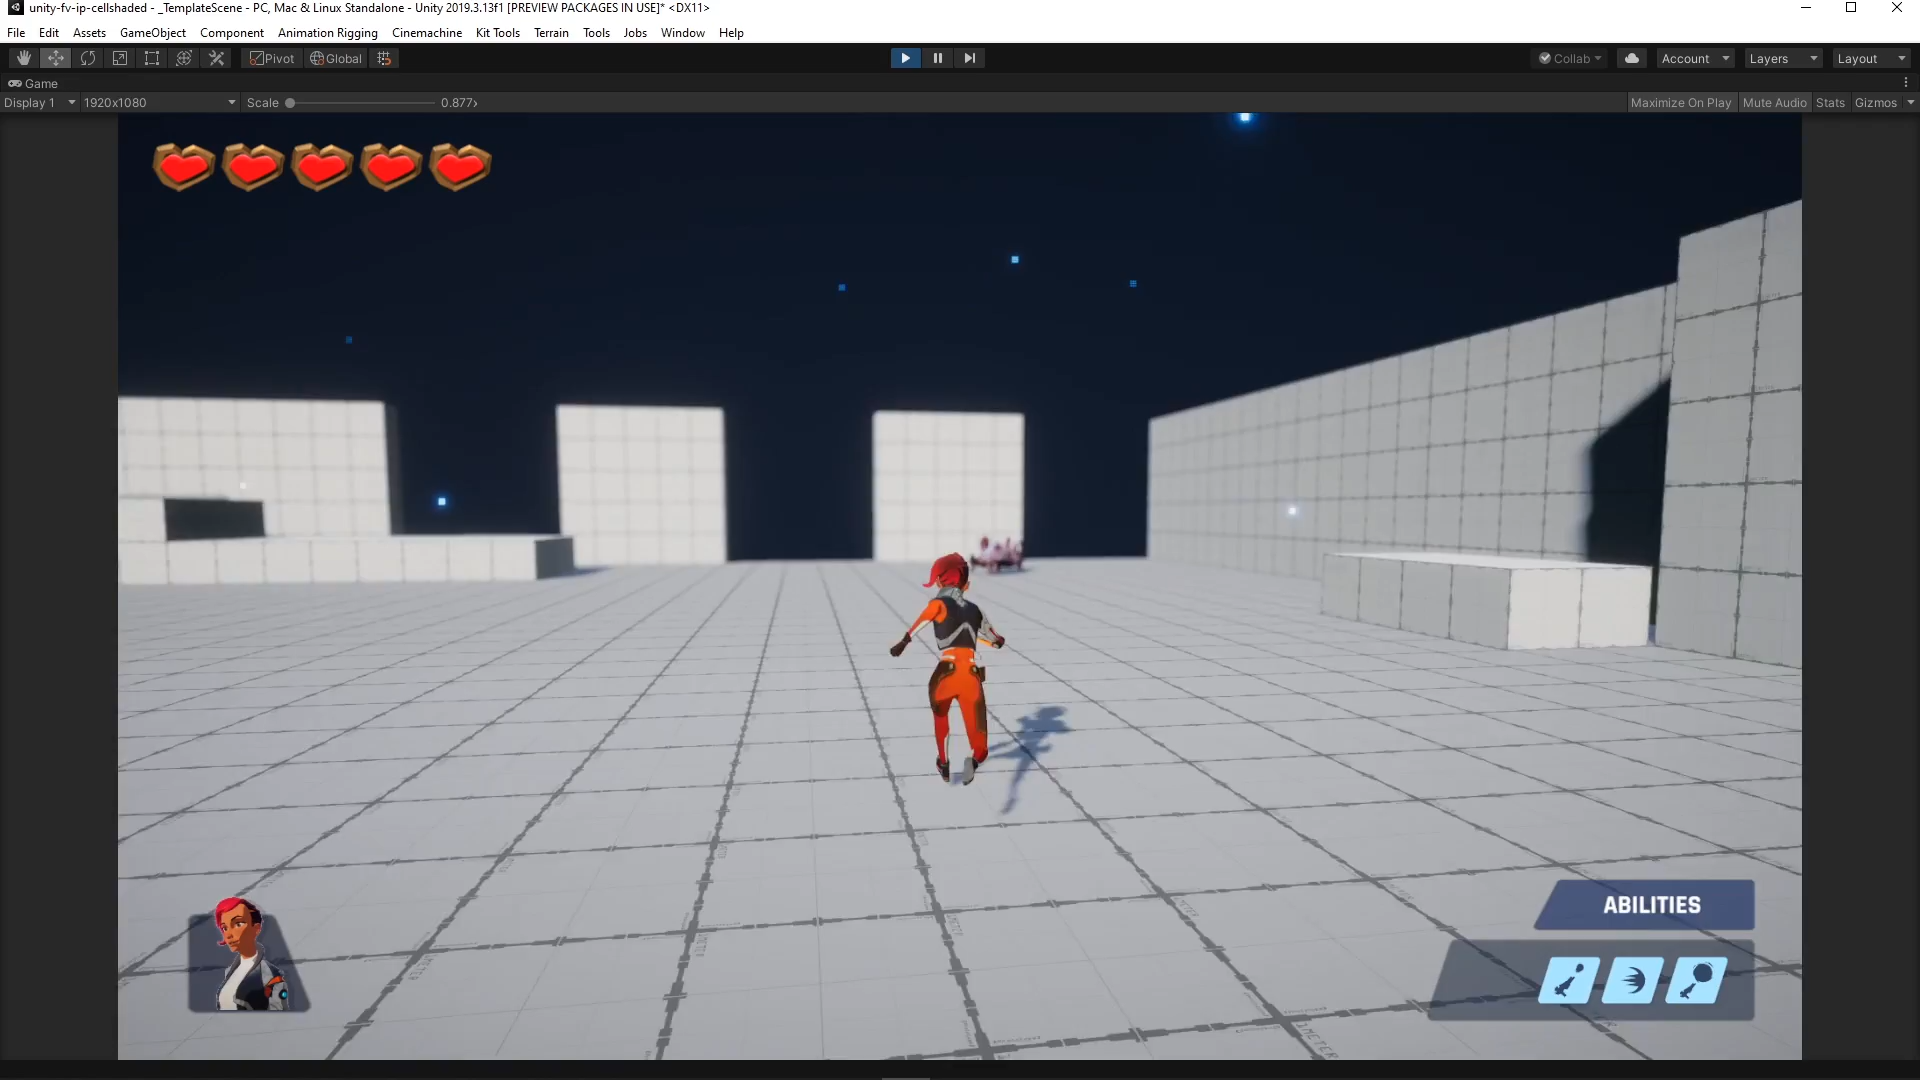 unity-fv-ip-cellshaded - _TemplateScene - PC, Mac & Linux Standalone - Unity 2019.3.13f1 [PREVIEW PACKAGES IN USE]* <DX11>
File Edit Assets GameObject Component Animation Rigging Cinemachine Kit Tools Terrain Tools Jobs Window Help
Pivot Global Collab Account Layers Layout
Game
Display 1 1920x1080 Scale 0.877x Maximize On Play Mute Audio Stats Gizmos
ABILITIES